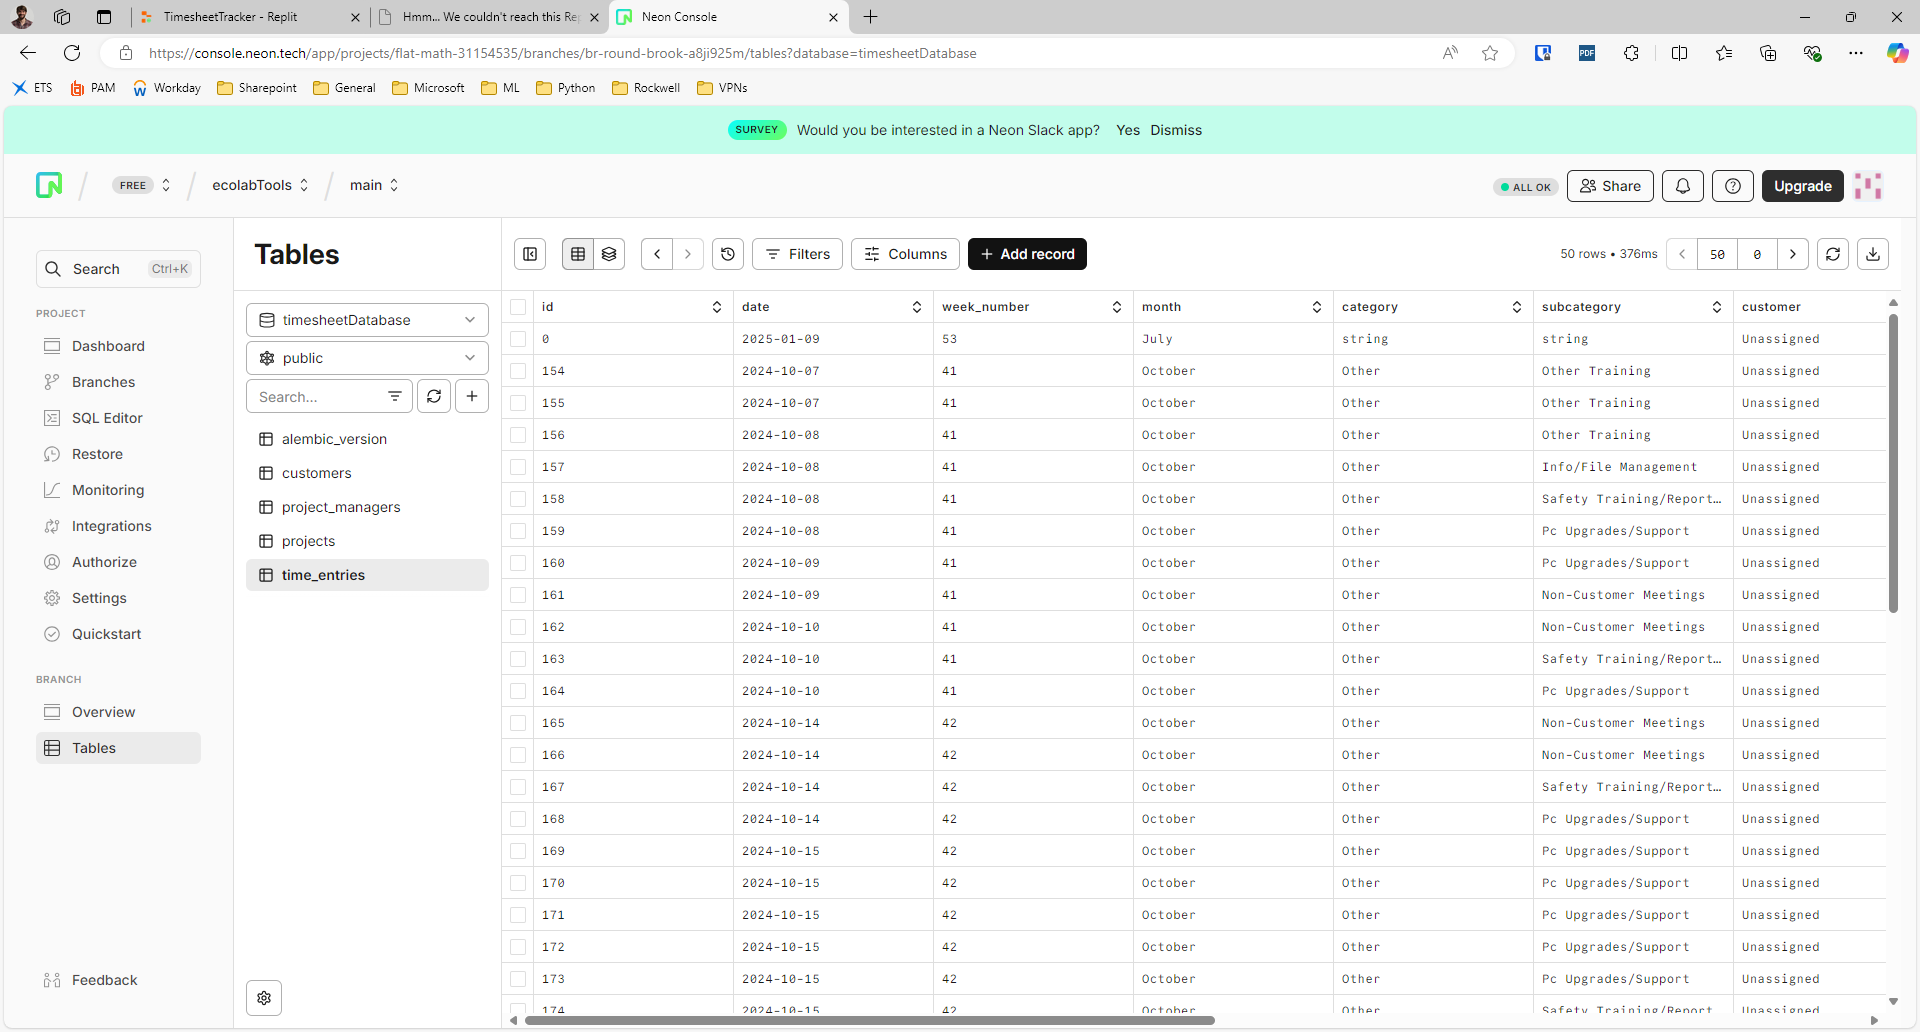 TimesheetTracker - Replit
Hmm... We couldn't reach this Rep
Neon Console
https://console.neon.tech/app/projects/flat-math-31154535/branches/br-round-brook-a8ji925m/tables?database=timesheetDatabase
ETS PAM Workday Sharepoint General Microsoft ML Python Rockwell VPNs
SURVEY Would you be interested in a Neon Slack app? Yes Dismiss
FREE ecolabTools main ALL OK Share Upgrade
Search Ctrl+K
PROJECT
Dashboard
Branches
SQL Editor
Restore
Monitoring
Integrations
Authorize
Settings
Quickstart
BRANCH
Overview
Tables
Feedback
Tables
timesheetDatabase
public
Search...
alembic_version
customers
project_managers
projects
time_entries
Filters Columns Add record 50 rows • 376ms 50 0
id date week_number month category subcategory customer
0 2025-01-09 53 July string string Unassigned
154 2024-10-07 41 October Other Other Training Unassigned
155 2024-10-07 41 October Other Other Training Unassigned
156 2024-10-08 41 October Other Other Training Unassigned
157 2024-10-08 41 October Other Info/File Management Unassigned
158 2024-10-08 41 October Other Safety Training/Report… Unassigned
159 2024-10-08 41 October Other Pc Upgrades/Support Unassigned
160 2024-10-09 41 October Other Pc Upgrades/Support Unassigned
161 2024-10-09 41 October Other Non-Customer Meetings Unassigned
162 2024-10-10 41 October Other Non-Customer Meetings Unassigned
163 2024-10-10 41 October Other Safety Training/Report… Unassigned
164 2024-10-10 41 October Other Pc Upgrades/Support Unassigned
165 2024-10-14 42 October Other Non-Customer Meetings Unassigned
166 2024-10-14 42 October Other Non-Customer Meetings Unassigned
167 2024-10-14 42 October Other Safety Training/Report… Unassigned
168 2024-10-14 42 October Other Pc Upgrades/Support Unassigned
169 2024-10-15 42 October Other Pc Upgrades/Support Unassigned
170 2024-10-15 42 October Other Pc Upgrades/Support Unassigned
171 2024-10-15 42 October Other Pc Upgrades/Support Unassigned
172 2024-10-15 42 October Other Pc Upgrades/Support Unassigned
173 2024-10-15 42 October Other Pc Upgrades/Support Unassigned
174 2024-10-15 42 October Other Safety Training/Report… Unassigned